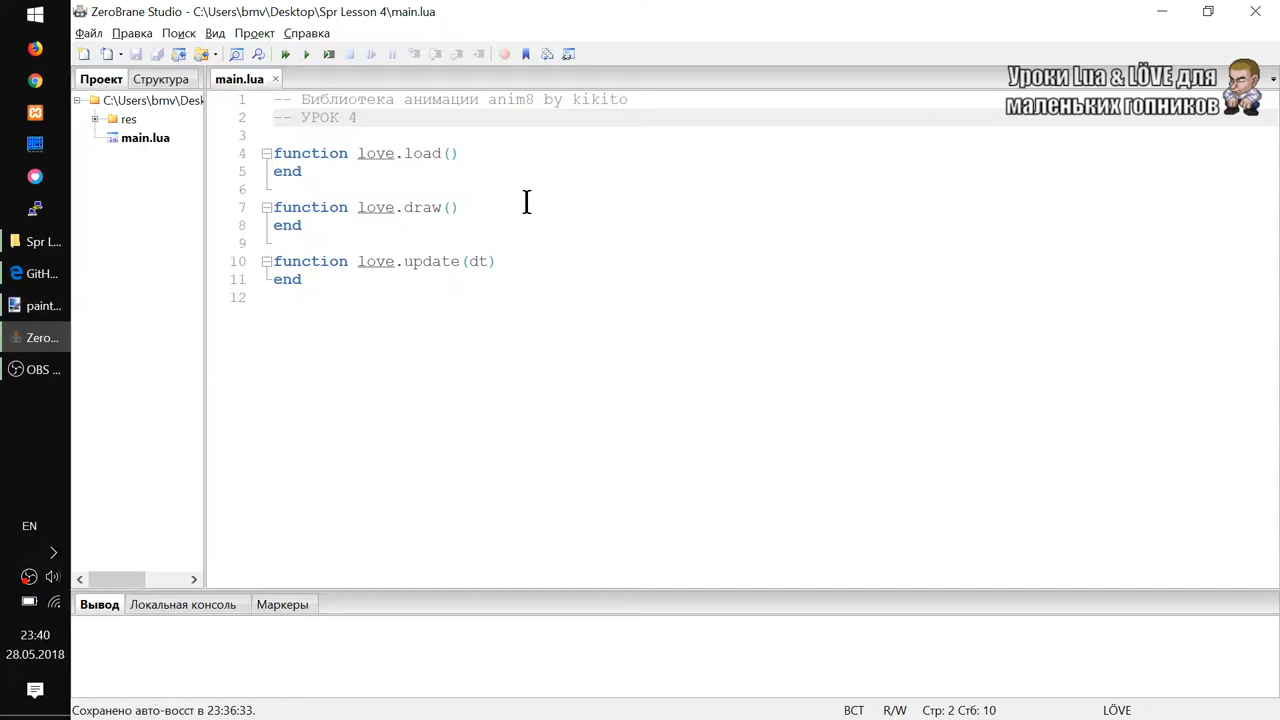 ZeroBrane Studio - C:\Users\bmv\Desktop\Spr Lesson 4\main.lua
Файл Правка Поиск Вид Проект Справка
Проект Структура
main.lua
Уроки Lua & LÖVE для
маленьких гопников
C:\Users\bmv\Desk
res
main.lua
1 -- Библиотека анимации anim8 by kikito
2 -- УРОК 4
3
4 function love.load()
5 end
6
7 function love.draw()
8 end
9
10 function love.update(dt)
11 end
12
Spr L...
GitH...
paint...
Zero...
OBS ...
EN
23:40
28.05.2018
Вывод Локальная консоль Маркеры
Сохранено авто-восст в 23:36:33.
ВСТ R/W Стр: 2 Стб: 10 LÖVE